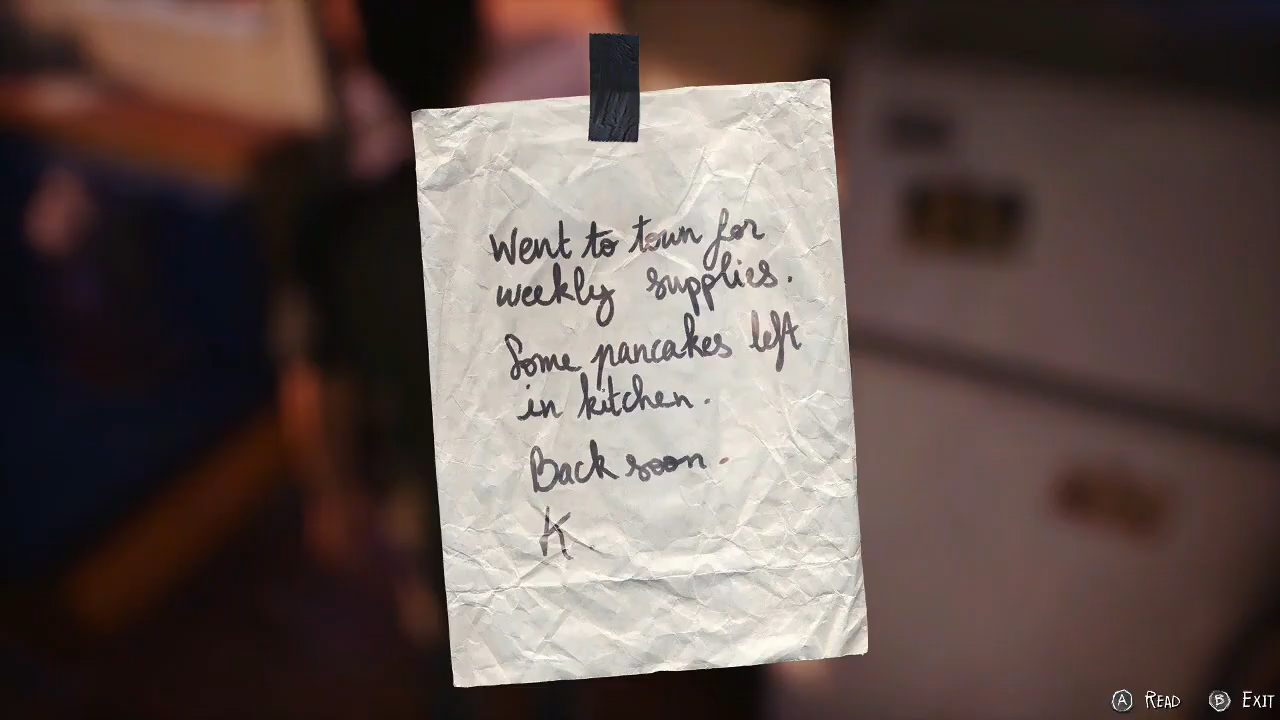 Went to town for
weekly supplies.
Some pancakes left
in kitchen.
Back soon.
K
A READ B EXIT